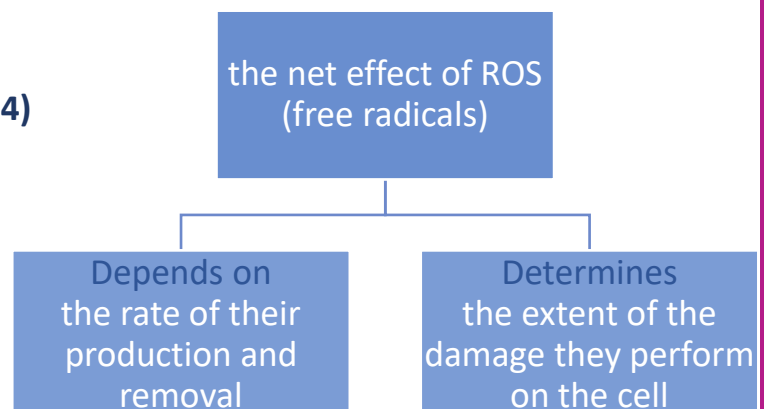 4)
the net effect of ROS
(free radicals)
Depends on
the rate of their
production and
removal
Determines
the extent of the
damage they perform
on the cell